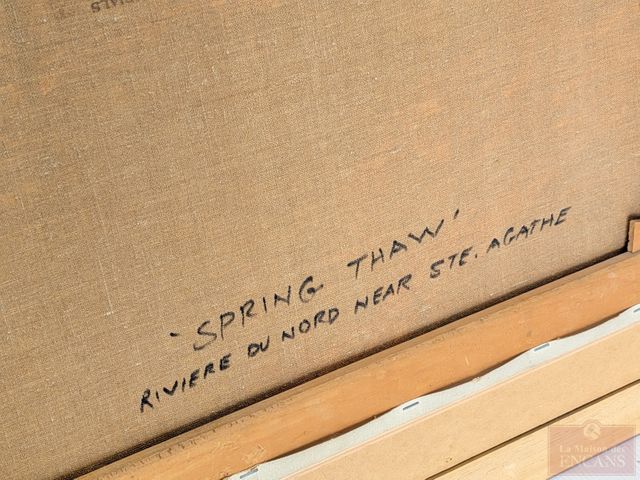 'SPRING THAW'
RIVIERE DU NORD NEAR STE. AGATHE
La Maison des
ENCANS